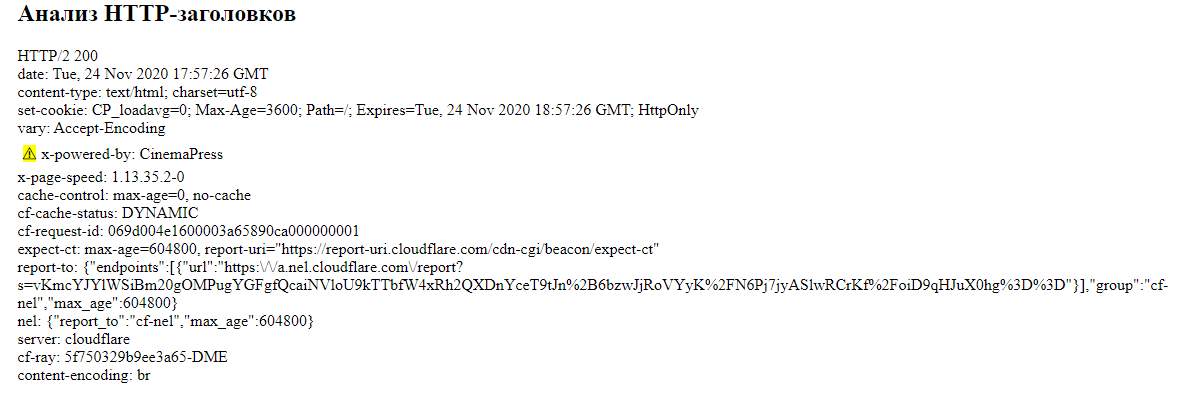 Анализ HTTP-заголовков
HTTP/2 200
date: Tue, 24 Nov 2020 17:57:26 GMT
content-type: text/html; charset=utf-8
set-cookie: CP_loadavg=0; Max-Age=3600; Path=/; Expires=Tue, 24 Nov 2020 18:57:26 GMT; HttpOnly
vary: Accept-Encoding
⚠ x-powered-by: CinemaPress
x-page-speed: 1.13.35.2-0
cache-control: max-age=0, no-cache
cf-cache-status: DYNAMIC
cf-request-id: 069d004e1600003a65890ca000000001
expect-ct: max-age=604800, report-uri="https://report-uri.cloudflare.com/cdn-cgi/beacon/expect-ct"
report-to: {"endpoints":[{"url":"https:\/\/a.nel.cloudflare.com\/report?
s=vKmcYJYlWSiBm20gOMPugYGFgfQcaiNVloU9kTTbfW4xRh2QXDnYceT9tJn%2B6bzwJjRoVYyK%2FN6Pj7jyASlwRCrKf%2FoiD9qHJuX0hg%3D%3D"}],"group":"cf-
nel","max_age":604800}
nel: {"report_to":"cf-nel","max_age":604800}
server: cloudflare
cf-ray: 5f750329b9ee3a65-DME
content-encoding: br